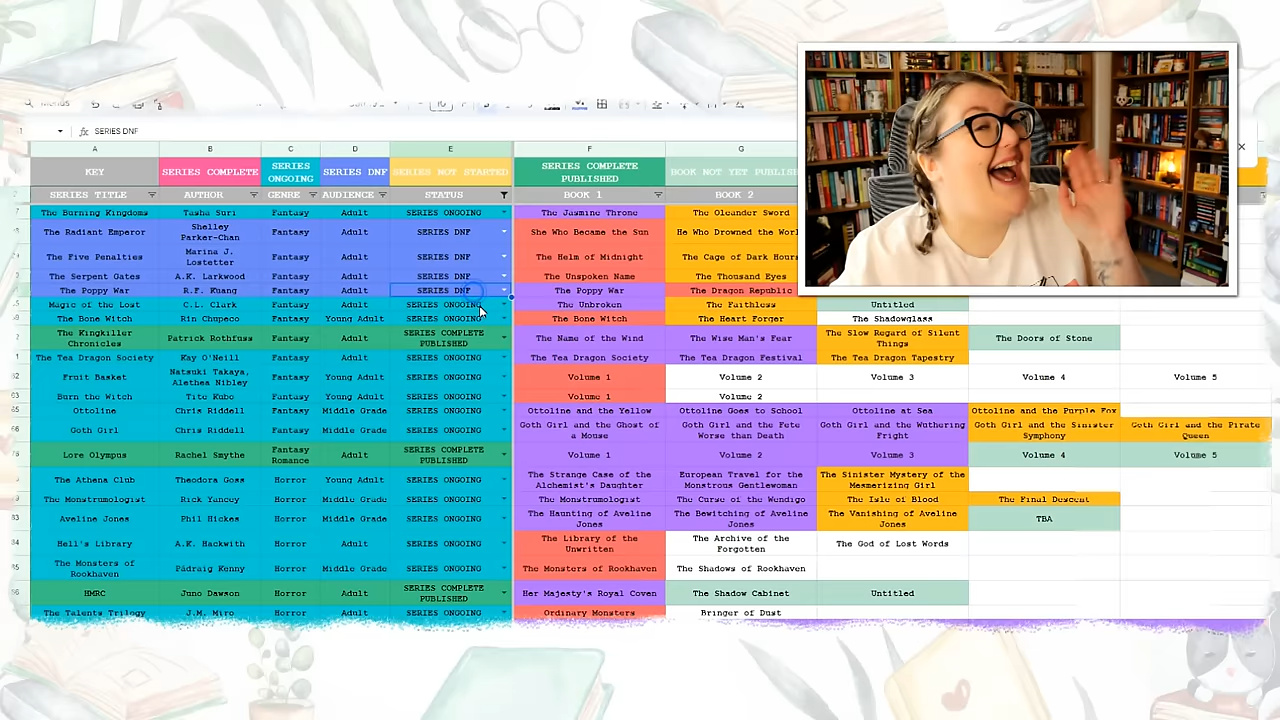 fx SERIES DNF
A B C D E F G
KEY SERIES COMPLETE SERIES ONGOING SERIES DNF SERIES NOT STARTED SERIES COMPLETE PUBLISHED BOOK NOT YET PUBLISH
SERIES TITLE AUTHOR GENRE AUDIENCE STATUS BOOK 1 BOOK 2
The Burning Kingdoms Tasha Suri Fantasy Adult SERIES ONGOING The Jasmine Throne The Oleander Sword
The Radiant Emperor Shelley Parker-Chan Fantasy Adult SERIES DNF She Who Became the Sun He Who Drowned the Worl
The Five Penalties Marina J. Lostetter Fantasy Adult SERIES DNF The Helm of Midnight The Cage of Dark Hours
The Serpent Gates A.K. Larkwood Fantasy Adult SERIES DNF The Unspoken Name The Thousand Eyes
The Poppy War R.F. Kuang Fantasy Adult SERIES DNF The Poppy War The Dragon Republic
Magic of the Lost C.L. Clark Fantasy Adult SERIES ONGOING The Unbroken The Faithless Untitled
The Bone Witch Rin Chupeco Fantasy Young Adult SERIES ONGOING The Bone Witch The Heart Forger The Shadowglass
The Kingkiller Chronicles Patrick Rothfuss Fantasy Adult SERIES COMPLETE PUBLISHED The Name of the Wind The Wise Man's Fear The Slow Regard of Silent Things The Doors of Stone
The Tea Dragon Society Kay O'Neill Fantasy Adult SERIES ONGOING The Tea Dragon Society The Tea Dragon Festival The Tea Dragon Tapestry
Fruit Basket Natsuki Takaya, Alethea Nibley Fantasy Young Adult SERIES ONGOING Volume 1 Volume 2 Volume 3 Volume 4 Volume 5
Burn the Witch Tite Kubo Fantasy Young Adult SERIES ONGOING Volume 1 Volume 2
Ottoline Chris Riddell Fantasy Middle Grade SERIES ONGOING Ottoline and the Yellow Ottoline Goes to School Ottoline at Sea Ottoline and the Purple Fox
Goth Girl Chris Riddell Fantasy Middle Grade SERIES ONGOING Goth Girl and the Ghost of a Mouse Goth Girl and the Fete Worse than Death Goth Girl and the Wuthering Fright Goth Girl and the Sinister Symphony Goth Girl and the Pirate Queen
Lore Olympus Rachel Smythe Fantasy Romance Adult SERIES COMPLETE PUBLISHED Volume 1 Volume 2 Volume 3 Volume 4 Volume 5
The Athena Club Theodora Goss Horror Young Adult SERIES ONGOING The Strange Case of the Alchemist's Daughter European Travel for the Monstrous Gentlewoman The Sinister Mystery of the Mesmerizing Girl
The Monstrumologist Rick Yancey Horror Middle Grade SERIES ONGOING The Monstrumologist The Curse of the Wendigo The Isle of Blood The Final Descent
Aveline Jones Phil Hickes Horror Middle Grade SERIES ONGOING The Haunting of Aveline Jones The Bewitching of Aveline Jones The Vanishing of Aveline Jones TBA
Hell's Library A.K. Hackwith Horror Adult SERIES ONGOING The Library of the Unwritten The Archive of the Forgotten The God of Lost Words
The Monsters of Rookhaven Pádraig Kenny Horror Middle Grade SERIES ONGOING The Monsters of Rookhaven The Shadows of Rookhaven
HMRC Juno Dawson Horror Adult SERIES COMPLETE PUBLISHED Her Majesty's Royal Coven The Shadow Cabinet Untitled
The Talents Trilogy J.M. Miro Horror Adult SERIES ONGOING Ordinary Monsters Bringer of Dust